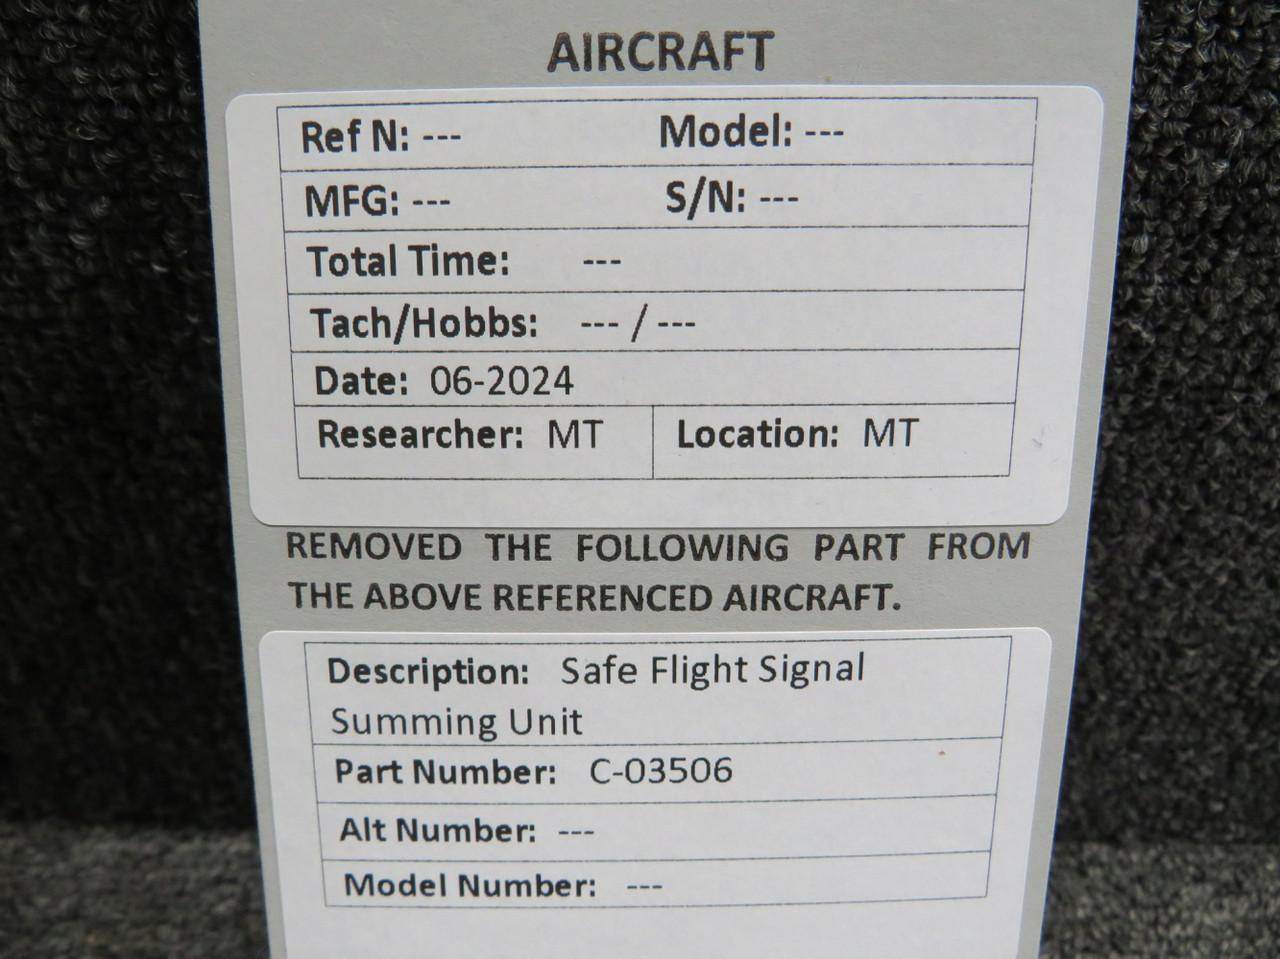 AIRCRAFT
Ref N: --- Model: ---
MFG: --- S/N: ---
Total Time: ---
Tach/Hobbs: --- / ---
Date: 06-2024
Researcher: MT Location: MT
REMOVED THE FOLLOWING PART FROM
THE ABOVE REFERENCED AIRCRAFT.
Description: Safe Flight Signal
Summing Unit
Part Number: C-03506
Alt Number: ---
Model Number: ---